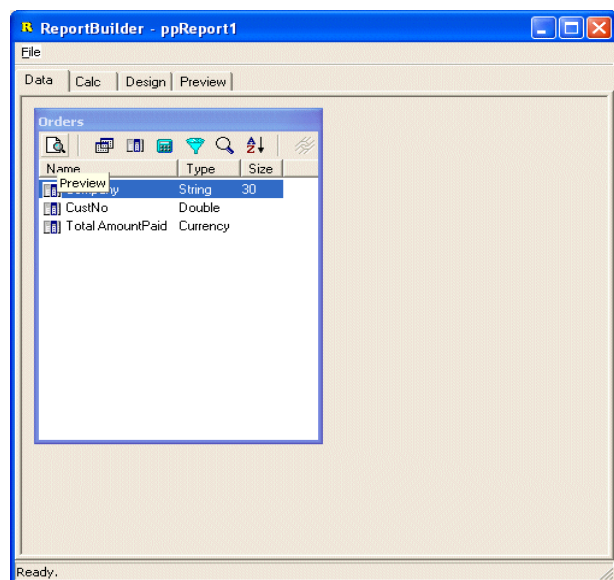 R ReportBuilder - ppReport1
File
Data Calc Design Preview
Orders
Name Type Size
Preview
String 30
CustNo Double
Total AmountPaid Currency
Ready.